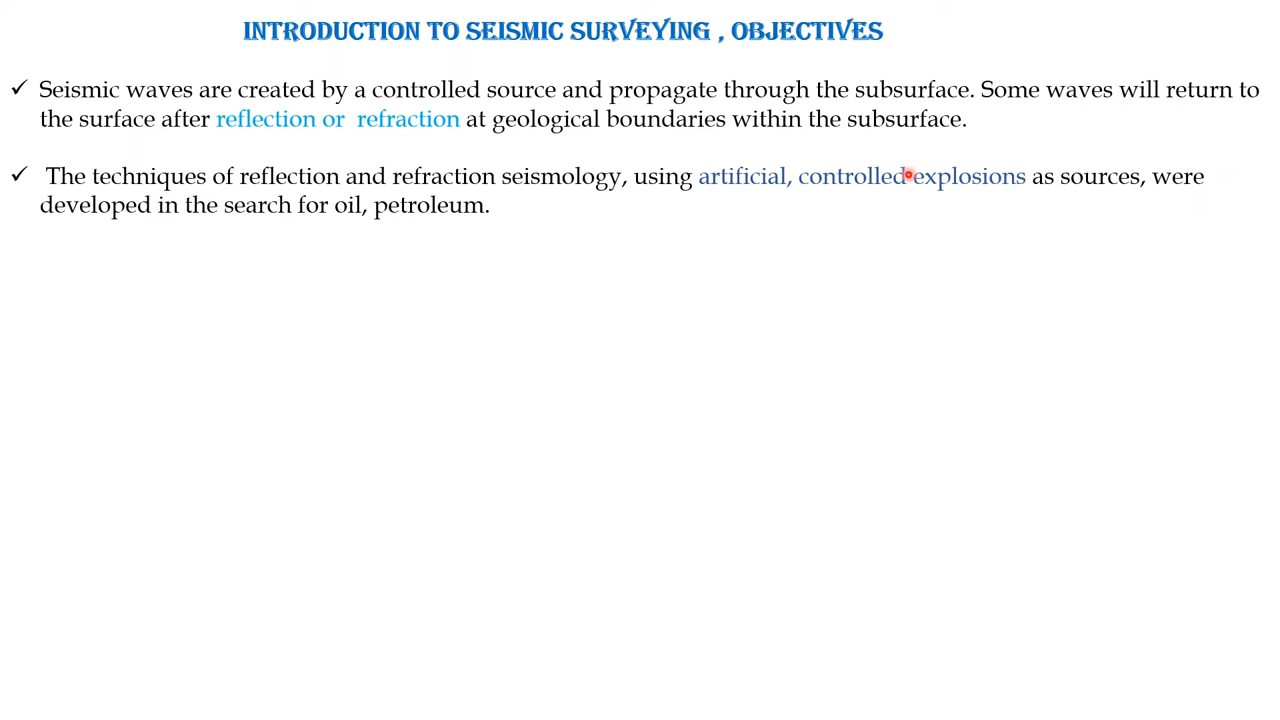 INTRODUCTION TO SEISMIC SURVEYING , OBJECTIVES
✓ Seismic waves are created by a controlled source and propagate through the subsurface. Some waves will return to
the surface after reflection or refraction at geological boundaries within the subsurface.
✓ The techniques of reflection and refraction seismology, using artificial, controlled explosions as sources, were
developed in the search for oil, petroleum.